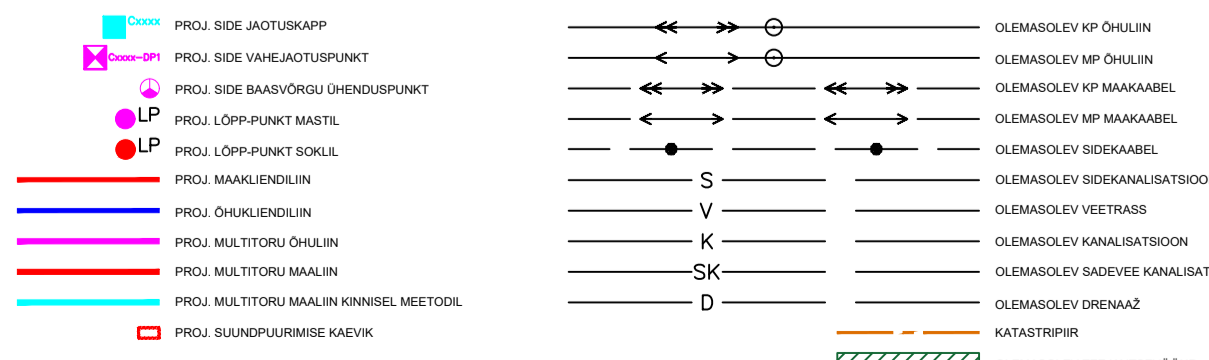 Cxxxx PROJ. SIDE JAOTUSKAPP
Cxxxx-DP1 PROJ. SIDE VAHEJAOTUSPUNKT
PROJ. SIDE BAASVÕRGU ÜHENDUSPUNKT
LP PROJ. LÕPP-PUNKT MASTIL
LP PROJ. LÕPP-PUNKT SOKLIL
PROJ. MAAKLIENDILIIN
PROJ. ÕHUKLIENDILIIN
PROJ. MULTITORU ÕHULIIN
PROJ. MULTITORU MAALIIN
PROJ. MULTITORU MAALIIN KINNISEL MEETODIL
PROJ. SUUNDPUURIMISE KAEVIK
OLEMASOLEV KP ÕHULIIN
OLEMASOLEV MP ÕHULIIN
OLEMASOLEV KP MAAKAABEL
OLEMASOLEV MP MAAKAABEL
OLEMASOLEV SIDEKAABEL
S OLEMASOLEV SIDEKANALISATSIOO
V OLEMASOLEV VEETRASS
K OLEMASOLEV KANALISATSIOON
SK OLEMASOLEV SADEVEE KANALISAT
D OLEMASOLEV DRENAAŽ
KATASTRIPIIR